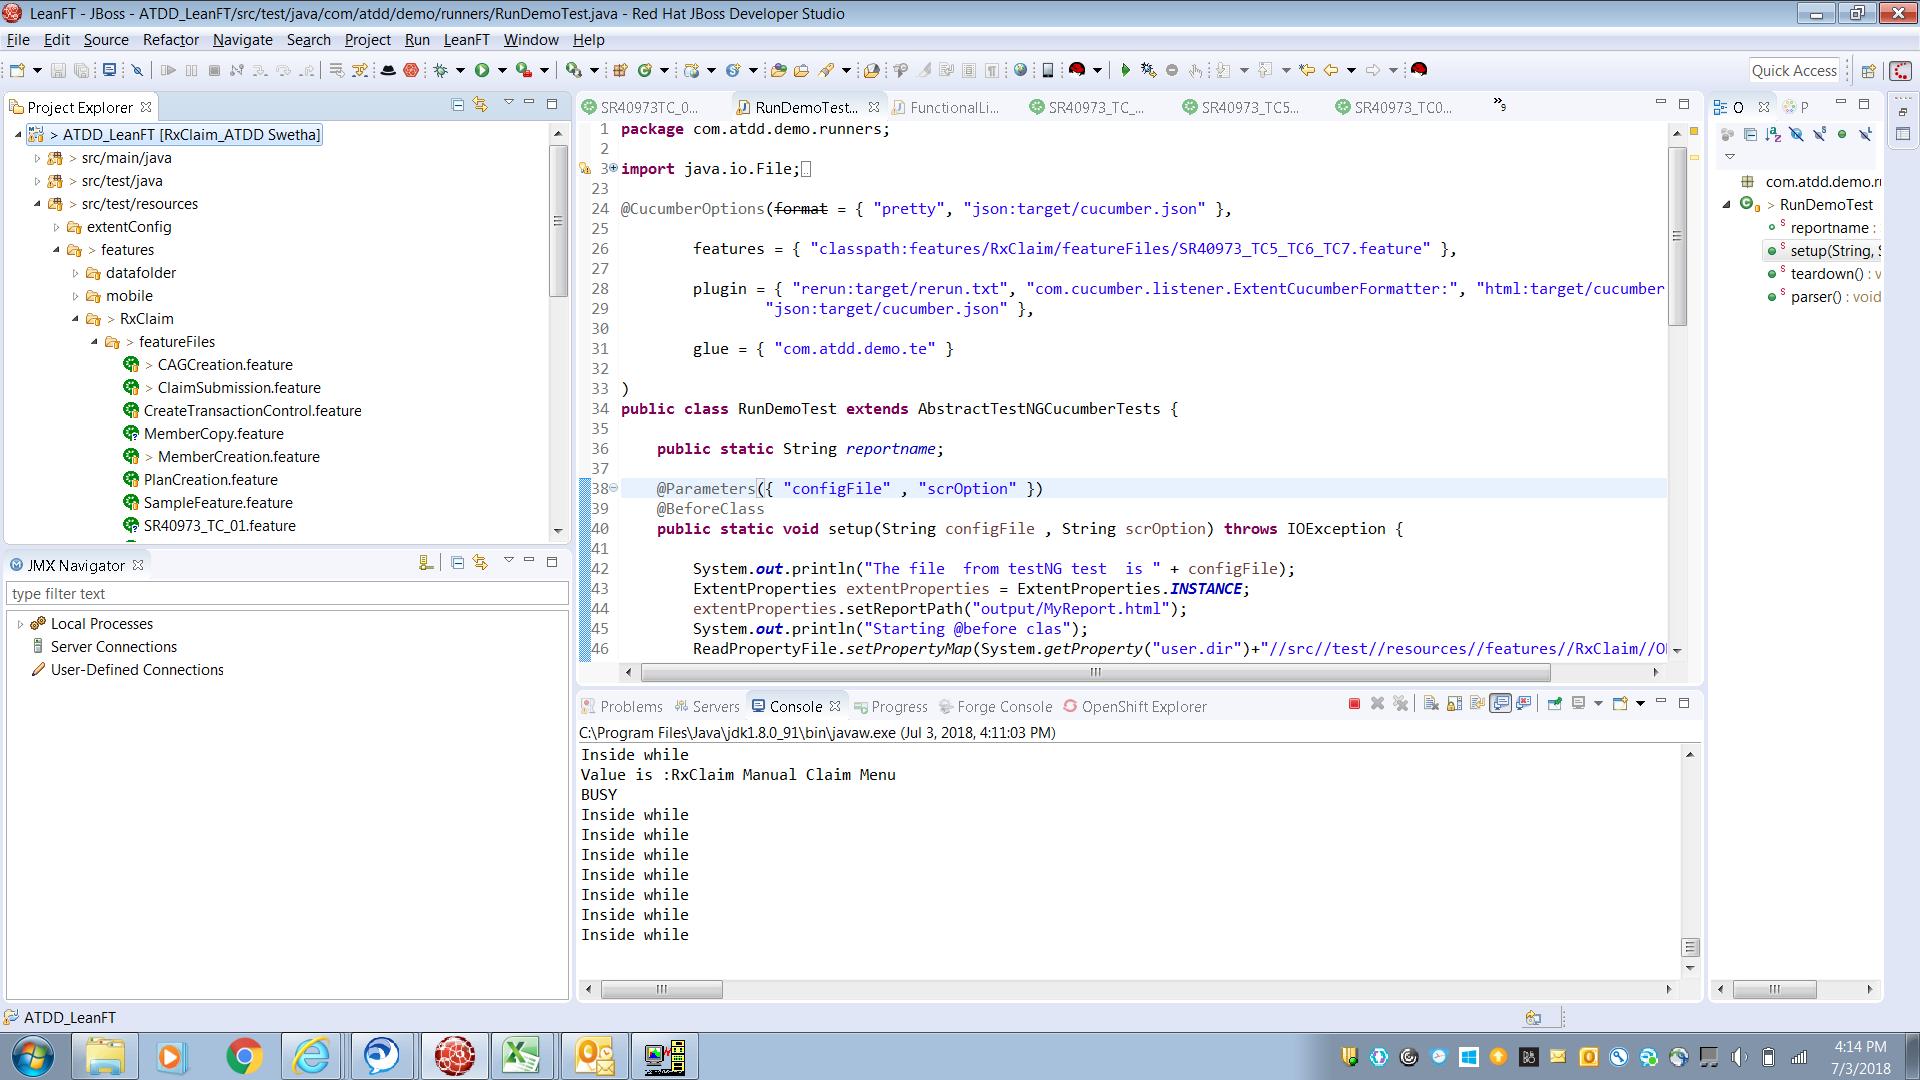 LeanFT - JBoss - ATDD_LeanFT/src/test/java/com/atdd/demo/runners/RunDemoTest.java - Red Hat JBoss Developer Studio
File Edit Source Refactor Navigate Search Project Run LeanFT Window Help
Quick Access
Project Explorer
> ATDD_LeanFT [RxClaim_ATDD Swetha]
> src/main/java
> src/test/java
> src/test/resources
extentConfig
> features
datafolder
mobile
> RxClaim
> featureFiles
> CAGCreation.feature
> ClaimSubmission.feature
CreateTransactionControl.feature
MemberCopy.feature
> MemberCreation.feature
PlanCreation.feature
SampleFeature.feature
SR40973_TC_01.feature
JMX Navigator
type filter text
Local Processes
Server Connections
User-Defined Connections
SR40973TC_0... RunDemoTest... FunctionalLi... SR40973_TC_... SR40973_TC5... SR40973_TC0... »9
1 package com.atdd.demo.runners;
2
3 import java.io.File;
23
24 @CucumberOptions(format = { "pretty", "json:target/cucumber.json" },
25
26 features = { "classpath:features/RxClaim/featureFiles/SR40973_TC5_TC6_TC7.feature" },
27
28 plugin = { "rerun:target/rerun.txt", "com.cucumber.listener.ExtentCucumberFormatter:", "html:target/cucumber
29 "json:target/cucumber.json" },
30
31 glue = { "com.atdd.demo.te" }
32
33 )
34 public class RunDemoTest extends AbstractTestNGCucumberTests {
35
36 public static String reportname;
37
38 @Parameters({ "configFile" , "scrOption" })
39 @BeforeClass
40 public static void setup(String configFile , String scrOption) throws IOException {
41
42 System.out.println("The file  from testNG test  is " + configFile);
43 ExtentProperties extentProperties = ExtentProperties.INSTANCE;
44 extentProperties.setReportPath("output/MyReport.html");
45 System.out.println("Starting @before clas");
46 ReadPropertyFile.setPropertyMap(System.getProperty("user.dir")+"//src//test//resources//features//RxClaim//O
O P
com.atdd.demo.ru
> RunDemoTest
reportname :
setup(String, S
teardown() : v
parser() : void
Problems Servers Console Progress Forge Console OpenShift Explorer
C:\Program Files\Java\jdk1.8.0_91\bin\javaw.exe (Jul 3, 2018, 4:11:03 PM)
Inside while
Value is :RxClaim Manual Claim Menu
BUSY
Inside while
Inside while
Inside while
Inside while
Inside while
Inside while
Inside while
ATDD_LeanFT
4:14 PM
7/3/2018